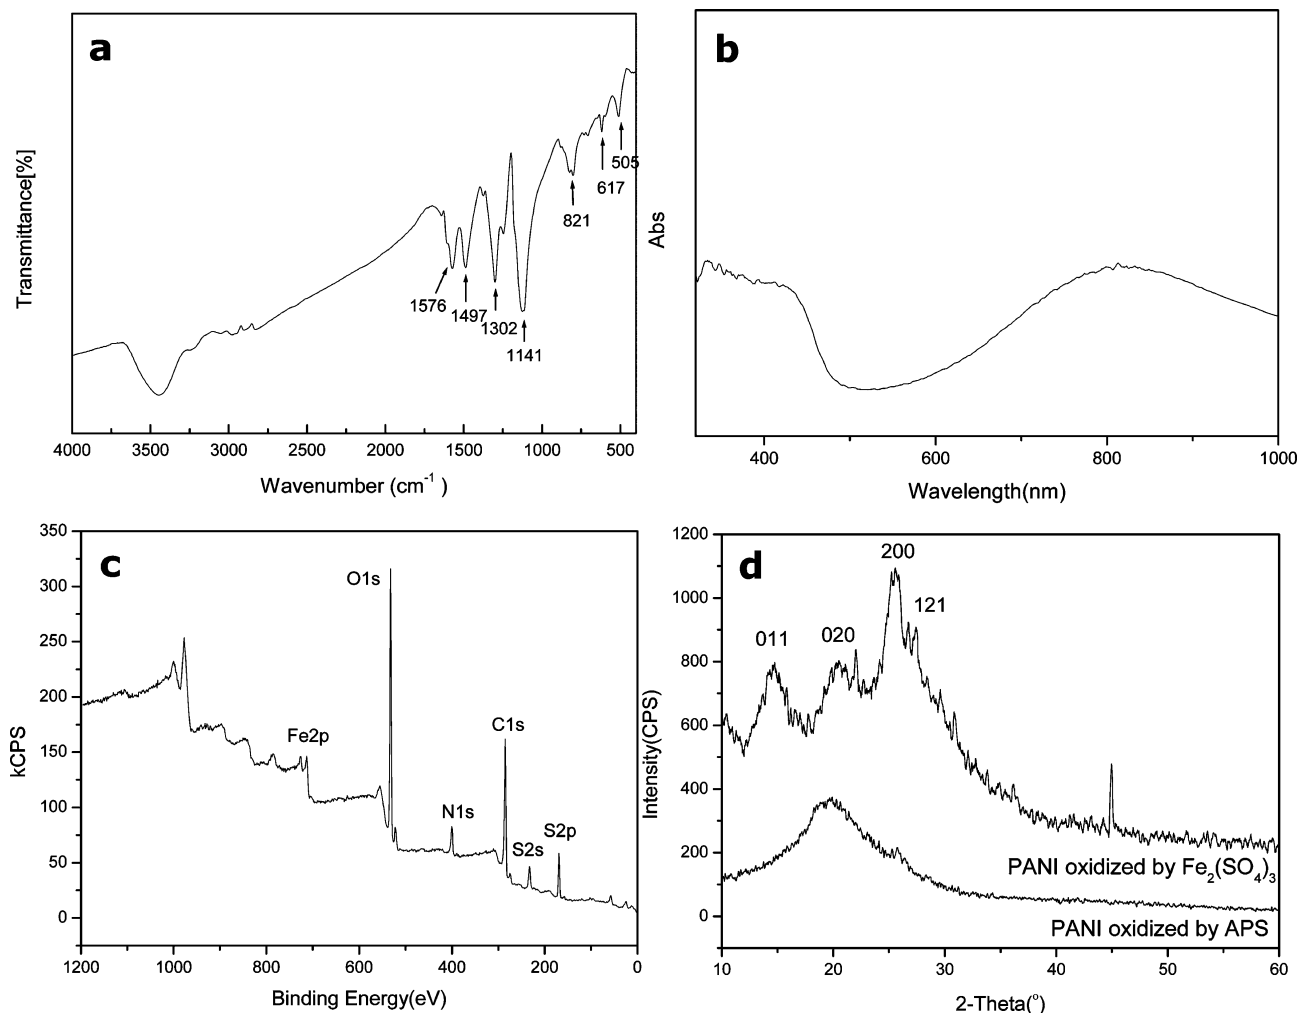 a
Transmittance[%]
1576
1497
1302
1141
821
617
505
4000 3500 3000 2500 2000 1500 1000 500
Wavenumber (cm⁻¹ )
b
Abs
400 600 800 1000
Wavelength(nm)
c
kCPS
350
300
250
200
150
100
50
0
O1s
C1s
Fe2p
N1s
S2s
S2p
1200 1000 800 600 400 200 0
Binding Energy(eV)
d
Intensity(CPS)
1200
1000
800
600
400
200
0
200
121
011
020
PANI oxidized by Fe₂(SO₄)₃
PANI oxidized by APS
10 20 30 40 50 60
2-Theta(°)